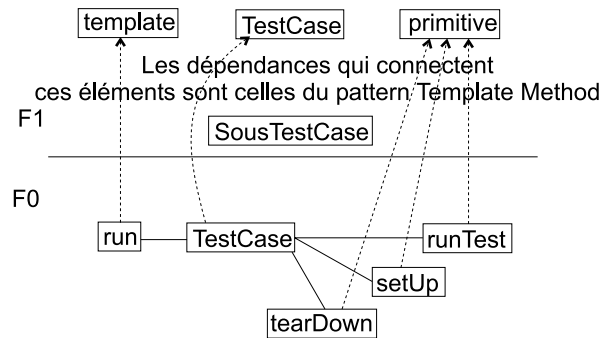 template TestCase primitive
Les dépendances qui connectent
ces éléments sont celles du pattern Template Method
F1
SousTestCase
F0
run TestCase runTest
setUp
tearDown